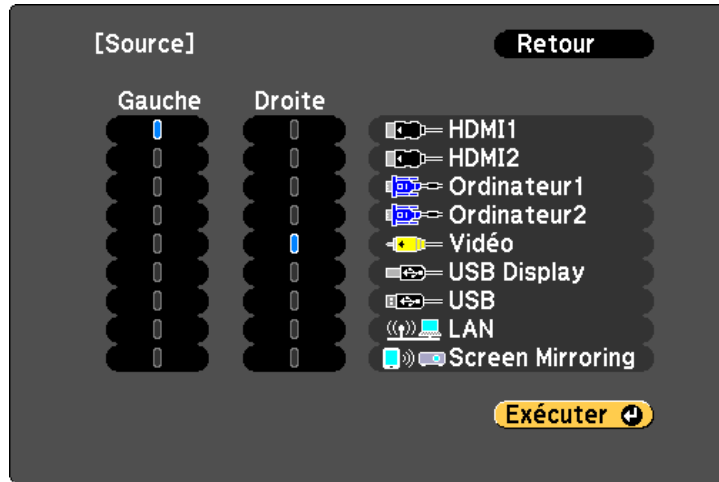 [Source] Retour
Gauche Droite
HDMI1
HDMI2
Ordinateur1
Ordinateur2
Vidéo
USB Display
USB
LAN
Screen Mirroring
Exécuter